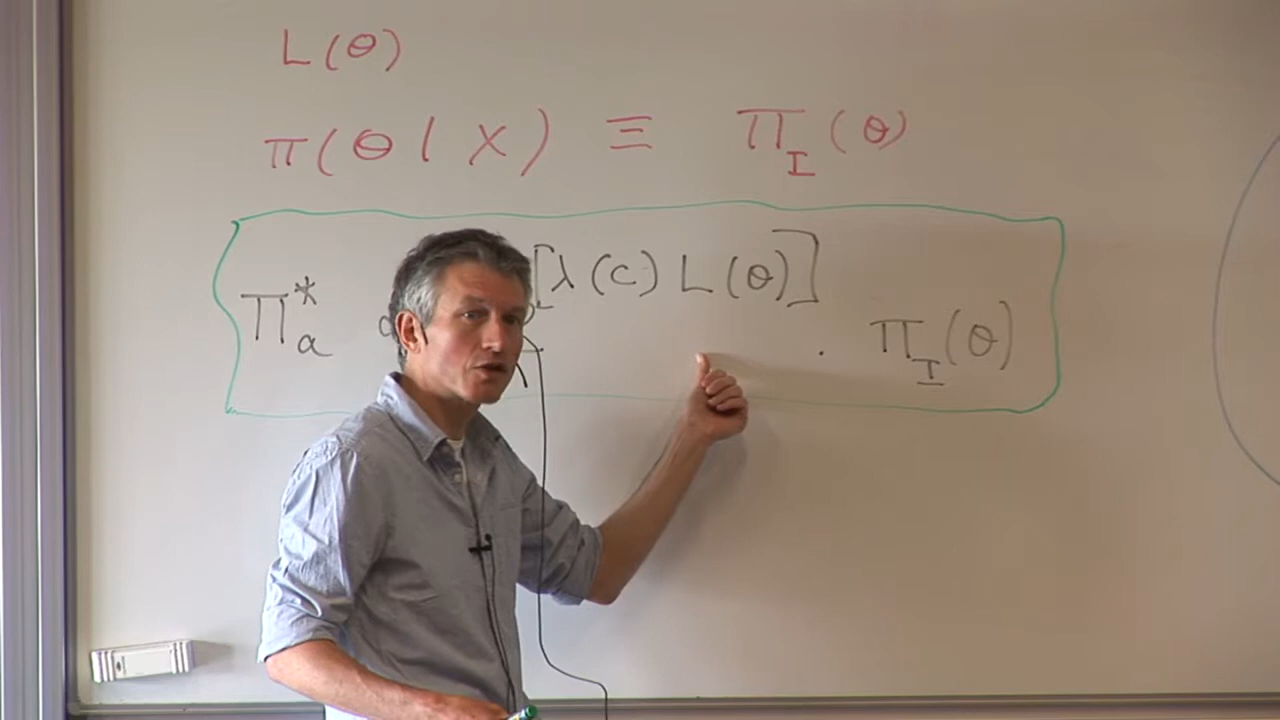 L(θ)
π(θ | X) ≡ π_I(θ)
π*_a [λ(c) L(θ)] · π_I(θ)